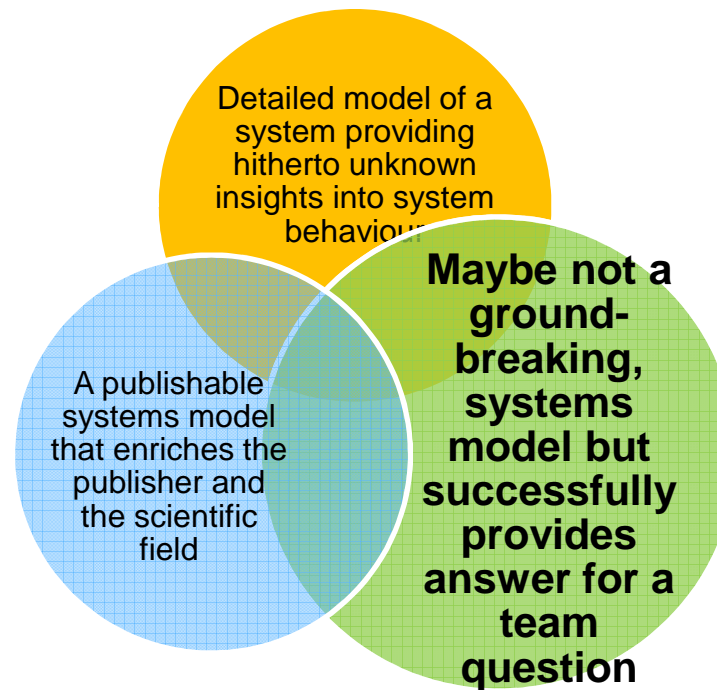 Detailed model of a
system providing
hitherto unknown
insights into system
behaviour
Maybe not a
ground-
breaking,
systems
model but
successfully
provides
answer for a
team
question
A publishable
systems model
that enriches the
publisher and
the scientific
field